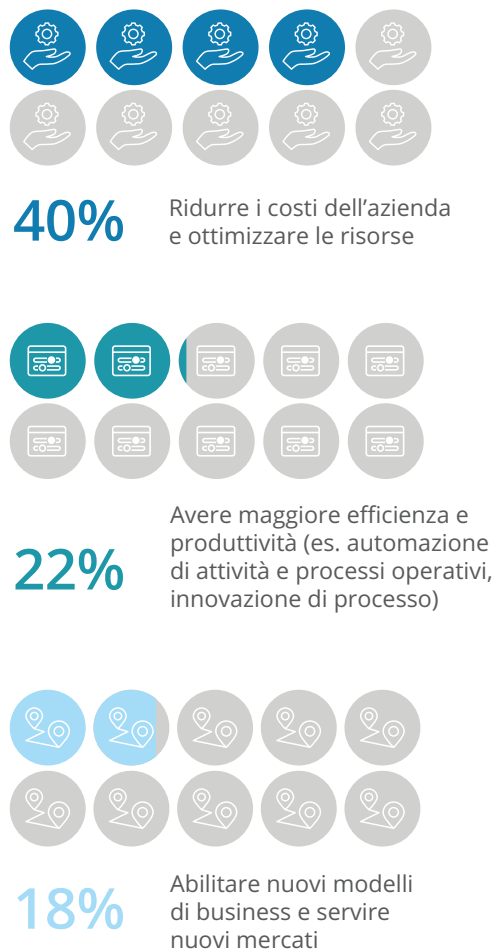 40%
Ridurre i costi dell’azienda
e ottimizzare le risorse
22%
Avere maggiore efficienza e
produttività (es. automazione
di attività e processi operativi,
innovazione di processo)
18%
Abilitare nuovi modelli
di business e servire
nuovi mercati